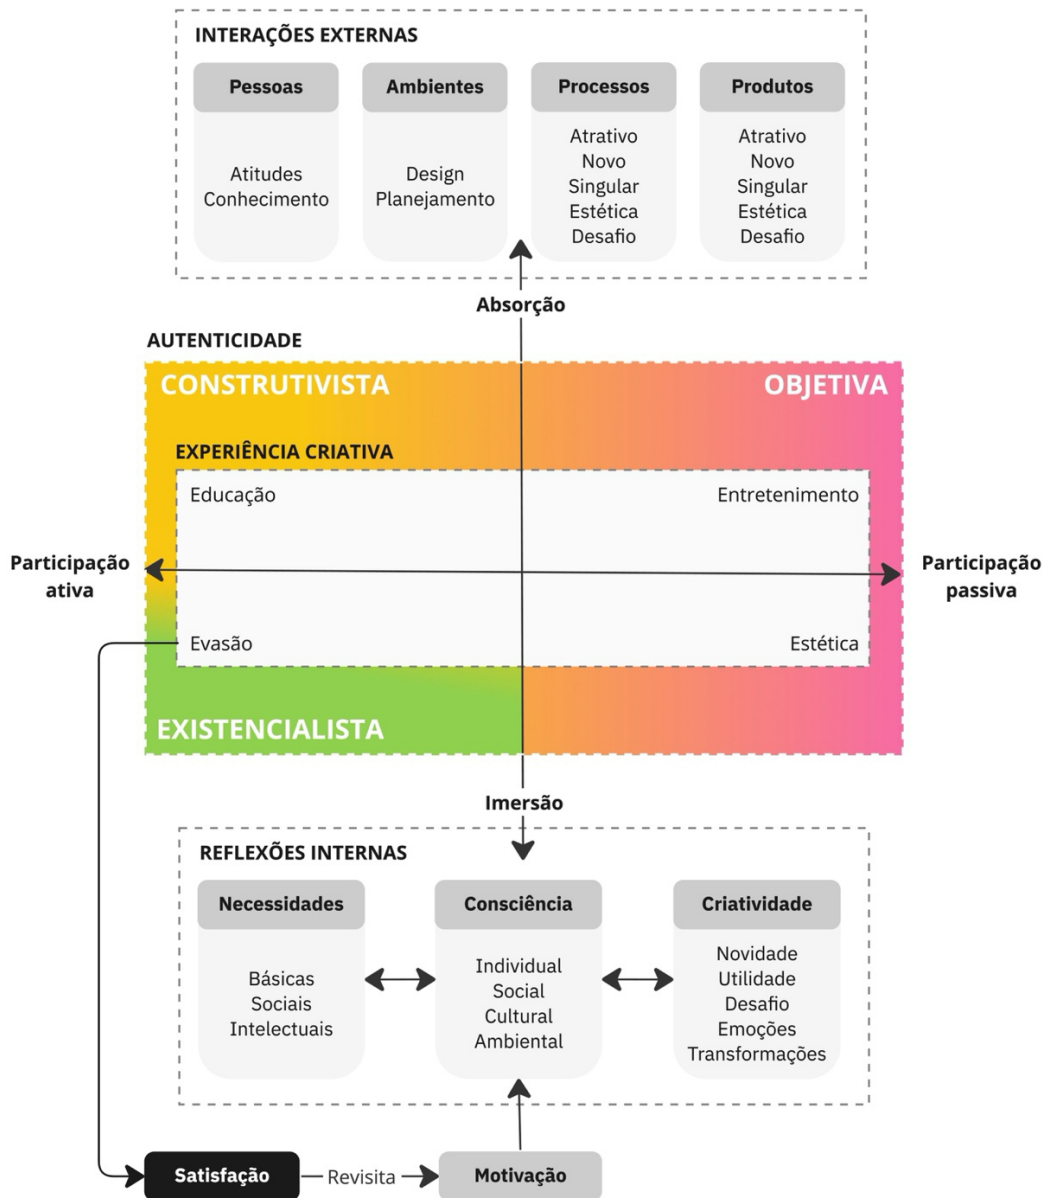 INTERAÇÕES EXTERNAS
Pessoas
Atitudes
Conhecimento
Ambientes
Design
Planejamento
Processos
Atrativo
Novo
Singular
Estética
Desafio
Produtos
Atrativo
Novo
Singular
Estética
Desafio
Absorção
AUTENTICIDADE
CONSTRUTIVISTA
OBJETIVA
EXPERIÊNCIA CRIATIVA
Educação
Entretenimento
Participação
ativa
Participação
passiva
Evasão
Estética
EXISTENCIALISTA
Imersão
REFLEXÕES INTERNAS
Necessidades
Básicas
Sociais
Intelectuais
Consciência
Individual
Social
Cultural
Ambiental
Criatividade
Novidade
Utilidade
Desafio
Emoções
Transformações
Satisfação
Revisita
Motivação